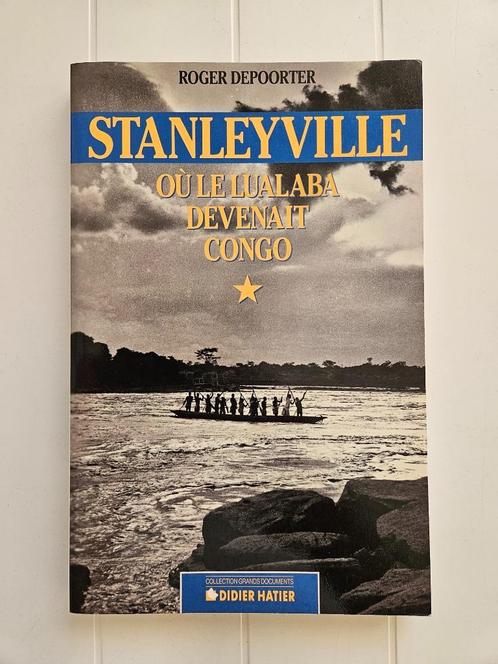 ROGER DEPOORTER
STANLEYVILLE
OÙ LE LUALABA
DEVENAIT
CONGO
COLLECTION GRANDS DOCUMENTS
DIDIER HATIER